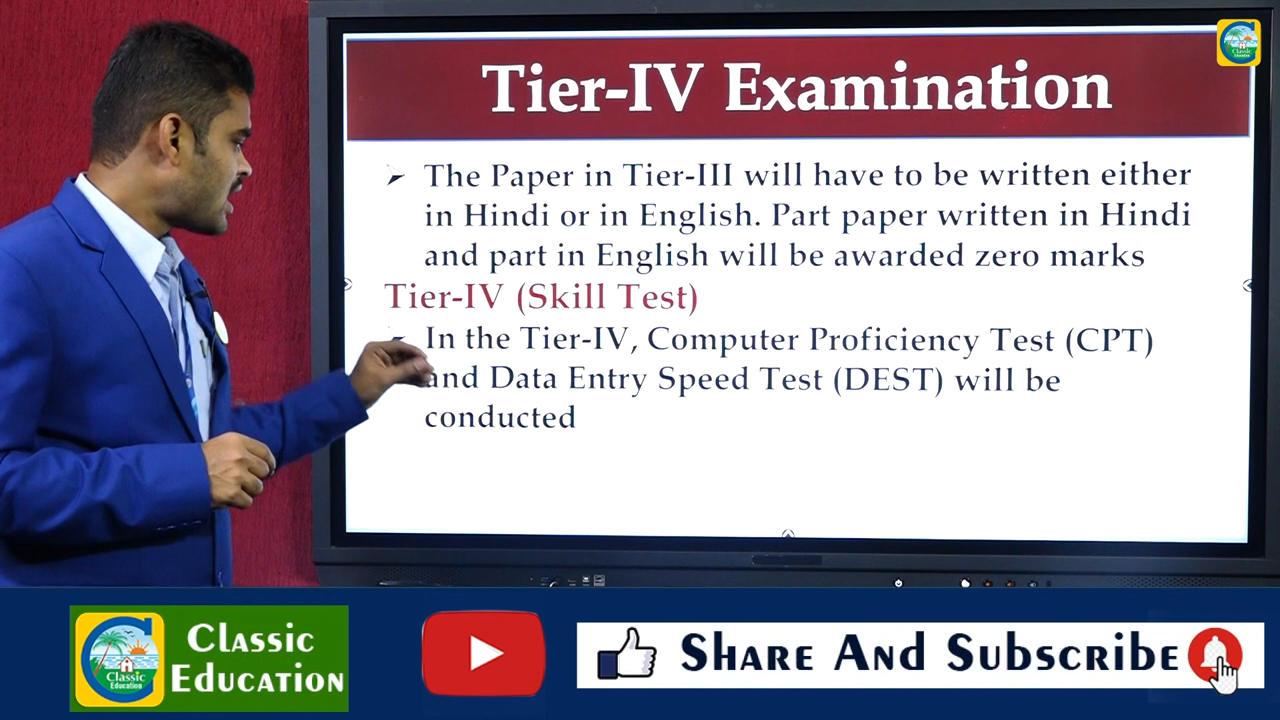 Tier-IV Examination
The Paper in Tier-III will have to be written either
in Hindi or in English. Part paper written in Hindi
and part in English will be awarded zero marks
Tier-IV (Skill Test)
In the Tier-IV, Computer Proficiency Test (CPT)
and Data Entry Speed Test (DEST) will be
conducted
Classic
Education
Classic
Education
Share And Subscribe